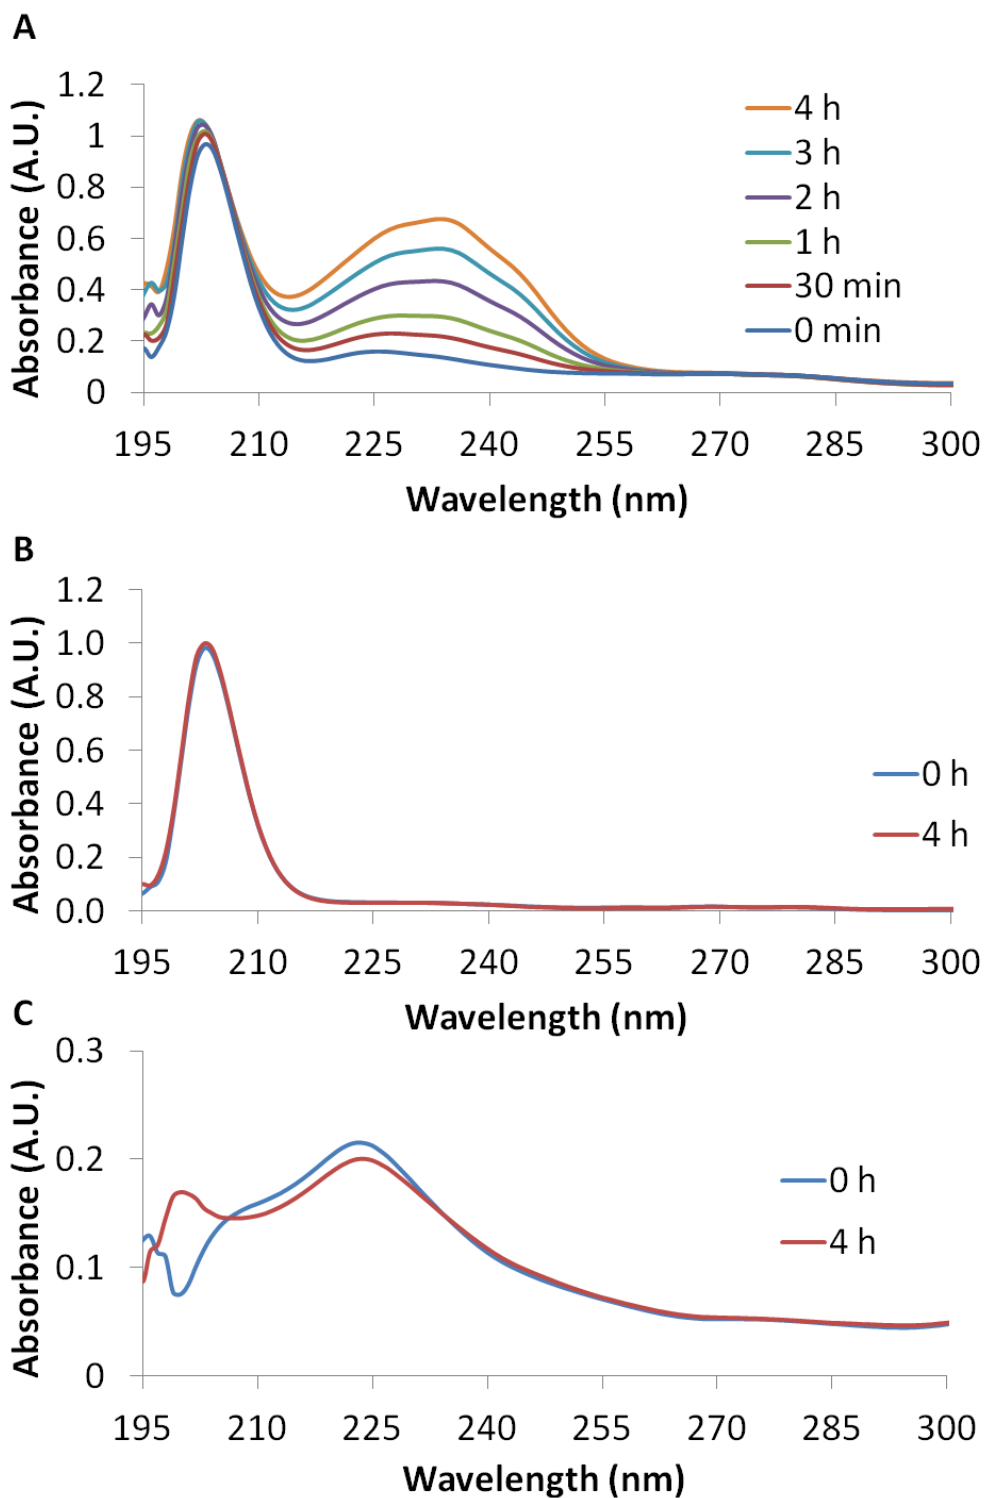 A
Absorbance (A.U.)
1.2
1
0.8
0.6
0.4
0.2
0
4 h
3 h
2 h
1 h
30 min
0 min
195 210 225 240 255 270 285 300
Wavelength (nm)
B
Absorbance (A.U.)
1.2
1.0
0.8
0.6
0.4
0.2
0.0
0 h
4 h
195 210 225 240 255 270 285 300
Wavelength (nm)
C
Absorbance (A.U.)
0.3
0.2
0.1
0
0 h
4 h
195 210 225 240 255 270 285 300
Wavelength (nm)